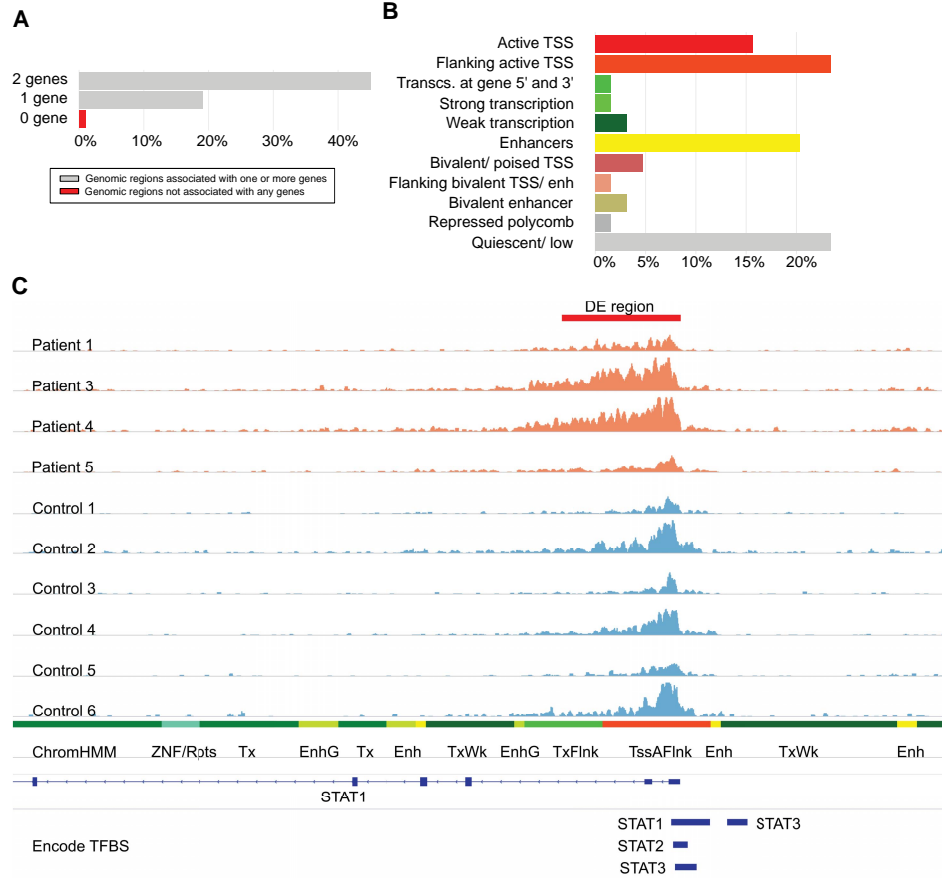 A
2 genes
1 gene
0 gene
0% 10% 20% 30% 40%
Genomic regions associated with one or more genes
Genomic regions not associated with any genes
B
Active TSS
Flanking active TSS
Transcs. at gene 5' and 3'
Strong transcription
Weak transcription
Enhancers
Bivalent/ poised TSS
Flanking bivalent TSS/ enh
Bivalent enhancer
Repressed polycomb
Quiescent/ low
0% 5% 10% 15% 20%
C
DE region
Patient 1
Patient 3
Patient 4
Patient 5
Control 1
Control 2
Control 3
Control 4
Control 5
Control 6
ChromHMM ZNF/Rpts Tx EnhG Tx Enh TxWk EnhG TxFlnk TssAFlnk Enh TxWk Enh
STAT1
STAT1 STAT3
Encode TFBS STAT2
STAT3